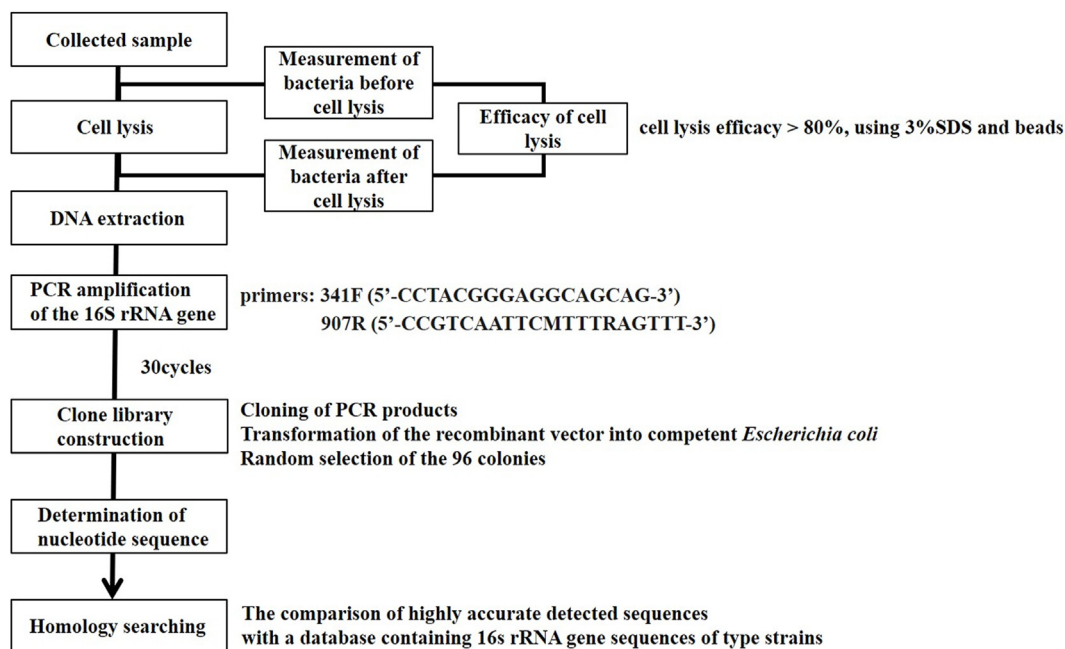 Collected sample
Measurement of
bacteria before
cell lysis
Cell lysis
Efficacy of cell
lysis
cell lysis efficacy > 80%, using 3%SDS and beads
Measurement of
bacteria after
cell lysis
DNA extraction
PCR amplification
of the 16S rRNA gene
primers: 341F (5’-CCTACGGGAGGCAGCAG-3’)
907R (5’-CCGTCAATTCMTTTRAGTTT-3’)
30cycles
Clone library
construction
Cloning of PCR products
Transformation of the recombinant vector into competent Escherichia coli
Random selection of the 96 colonies
Determination of
nucleotide sequence
Homology searching
The comparison of highly accurate detected sequences
with a database containing 16s rRNA gene sequences of type strains